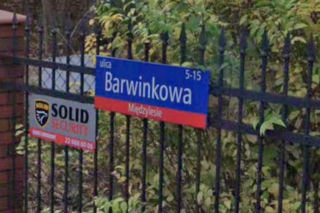 ulica
5-15
Barwinkowa
Międzylesie
SOLID
SECURITY